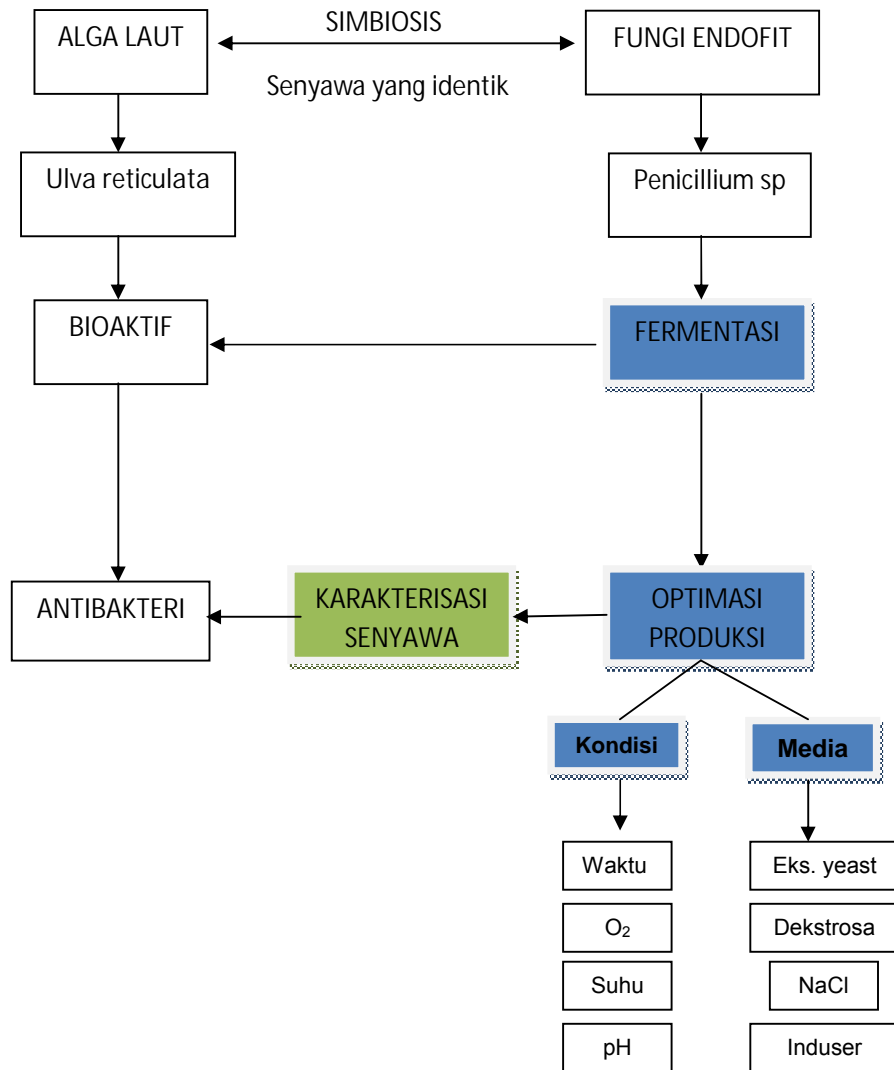 ALGA LAUT
SIMBIOSIS
FUNGI ENDOFIT
Senyawa yang identik
Ulva reticulata
Penicillium sp
BIOAKTIF
FERMENTASI
ANTIBAKTERI
KARAKTERISASI
SENYAWA
OPTIMASI
PRODUKSI
Kondisi
Media
Waktu
Eks. yeast
O₂
Dekstrosa
Suhu
NaCl
pH
Induser